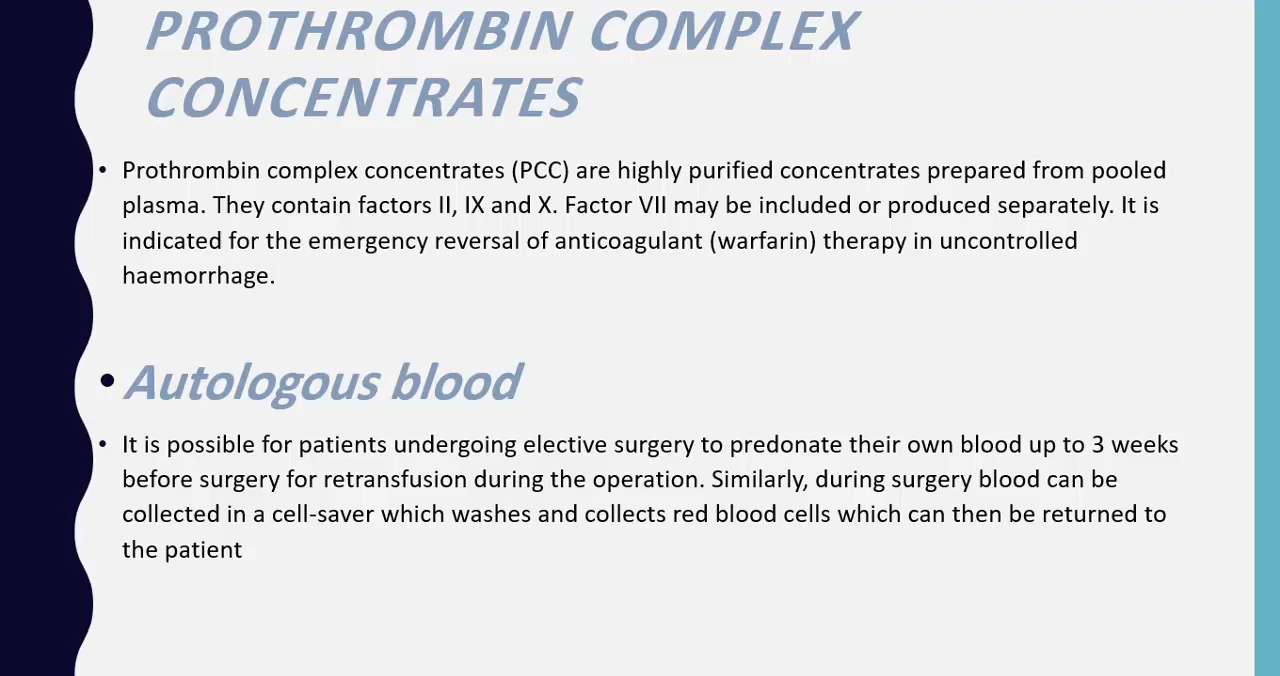 PROTHROMBIN COMPLEX
CONCENTRATES
• Prothrombin complex concentrates (PCC) are highly purified concentrates prepared from pooled
plasma. They contain factors II, IX and X. Factor VII may be included or produced separately. It is
indicated for the emergency reversal of anticoagulant (warfarin) therapy in uncontrolled
haemorrhage.
• Autologous blood
• It is possible for patients undergoing elective surgery to predonate their own blood up to 3 weeks
before surgery for retransfusion during the operation. Similarly, during surgery blood can be
collected in a cell-saver which washes and collects red blood cells which can then be returned to
the patient